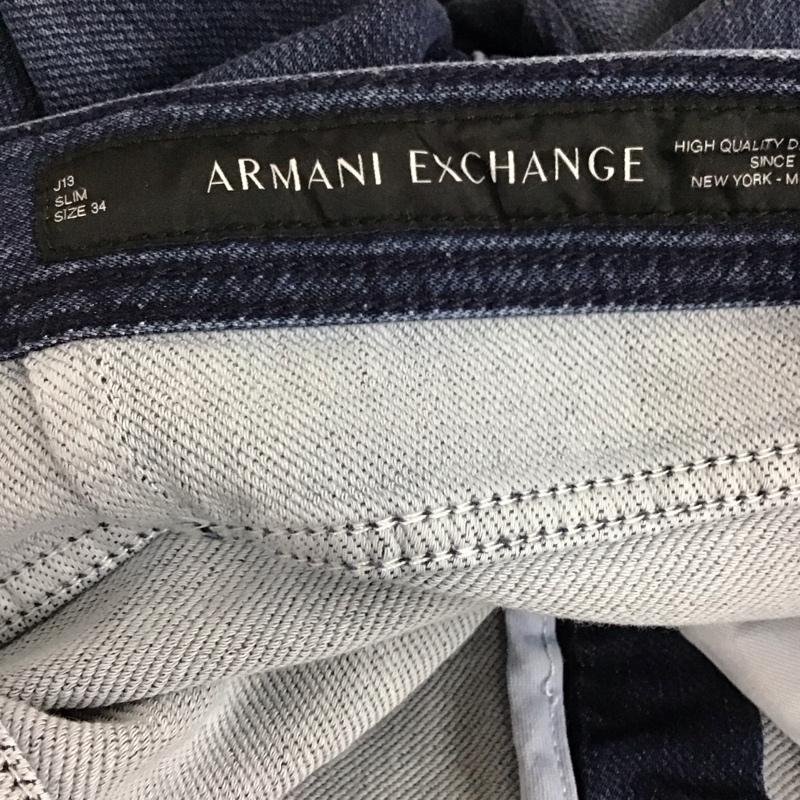 J13
SLIM
SIZE 34
ARMANI EXCHANGE
HIGH QUALITY
SINCE
NEW YORK -